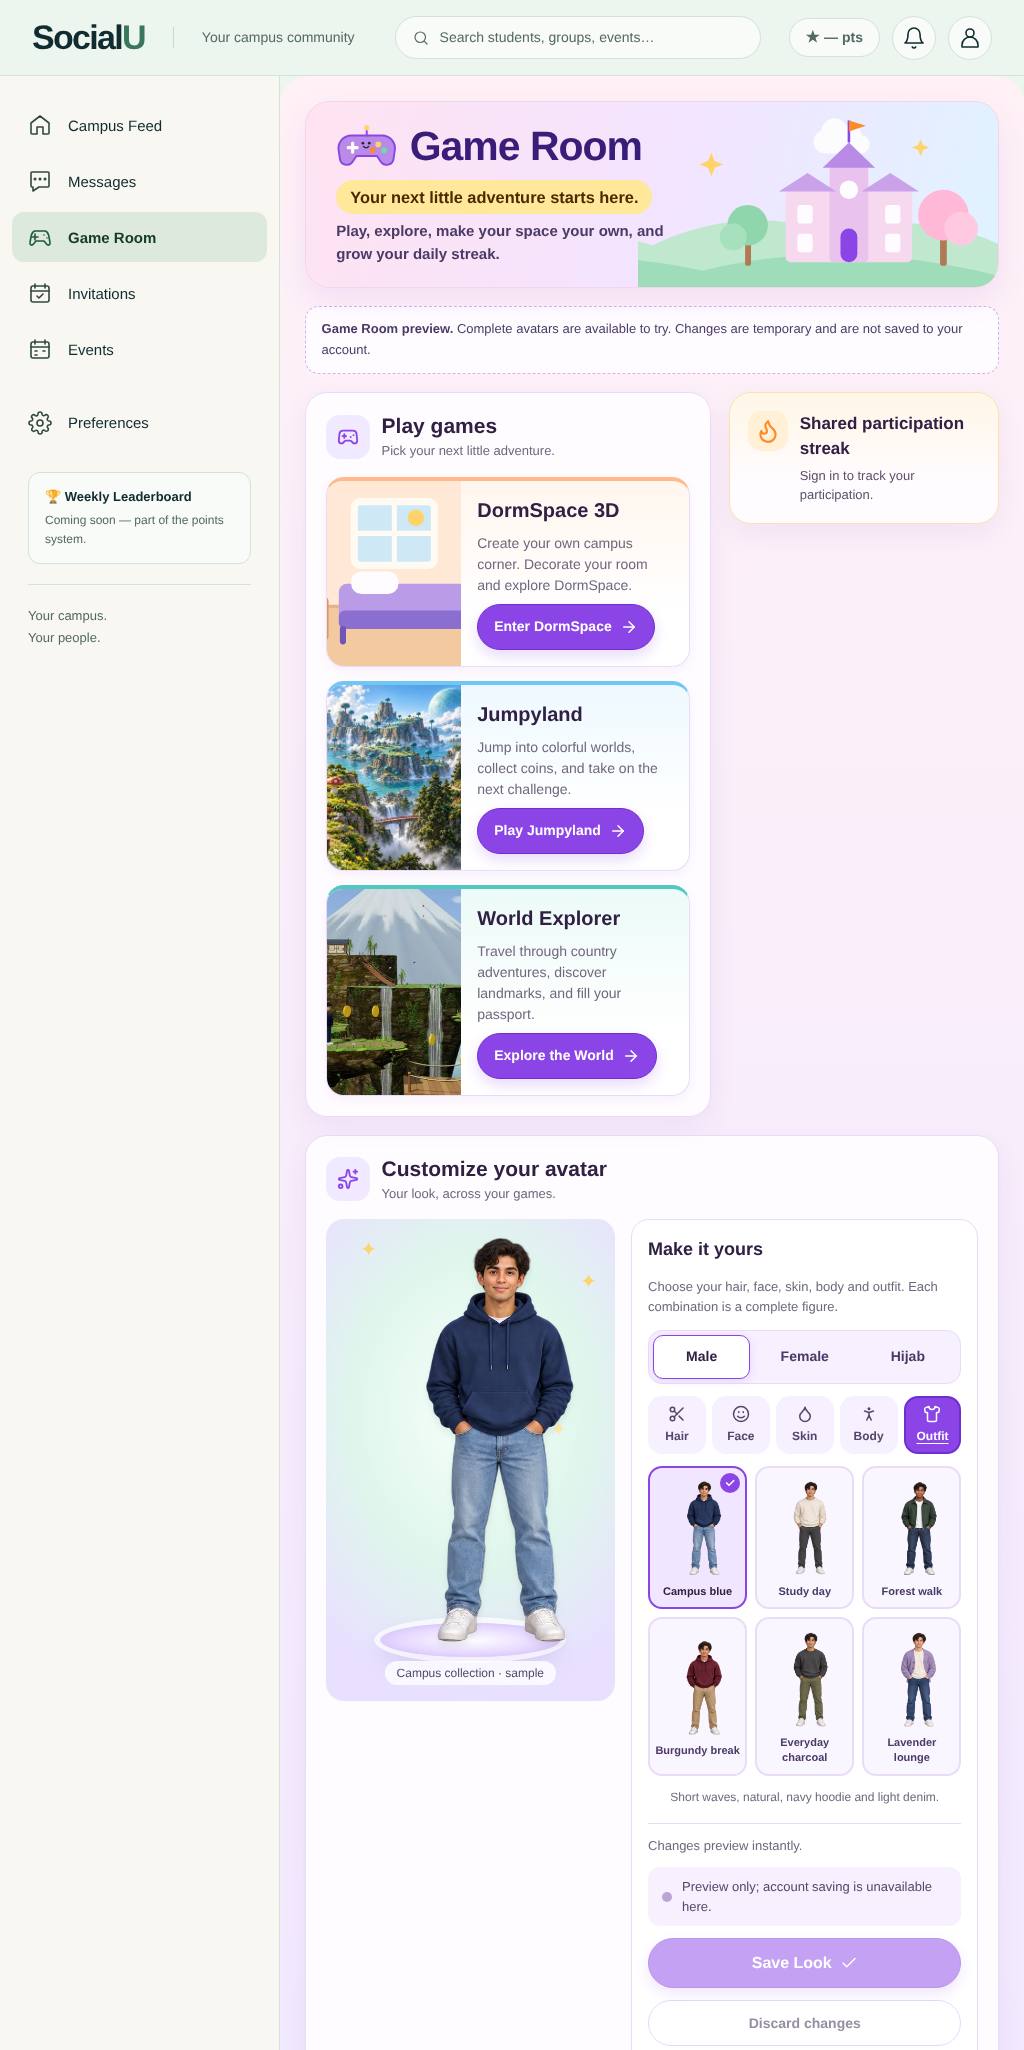 SocialU
Your campus community
Search students, groups, events…
★ — pts
Campus Feed
Messages
Game Room
Invitations
Events
Preferences
🏆 Weekly Leaderboard
Coming soon — part of the points
system.
Your campus.
Your people.
Game Room
Your next little adventure starts here.
Play, explore, make your space your own, and
grow your daily streak.
Game Room preview. Complete avatars are available to try. Changes are temporary and are not saved to your
account.
Play games
Pick your next little adventure.
DormSpace 3D
Create your own campus
corner. Decorate your room
and explore DormSpace.
Enter DormSpace
Jumpyland
Jump into colorful worlds,
collect coins, and take on the
next challenge.
Play Jumpyland
World Explorer
Travel through country
adventures, discover
landmarks, and fill your
passport.
Explore the World
Shared participation
streak
Sign in to track your
participation.
Customize your avatar
Your look, across your games.
Campus collection · sample
Make it yours
Choose your hair, face, skin, body and outfit. Each
combination is a complete figure.
Male Female Hijab
Hair Face Skin Body Outfit
Campus blue Study day Forest walk
Burgundy break Everyday charcoal Lavender lounge
Short waves, natural, navy hoodie and light denim.
Changes preview instantly.
Preview only; account saving is unavailable
here.
Save Look
Discard changes